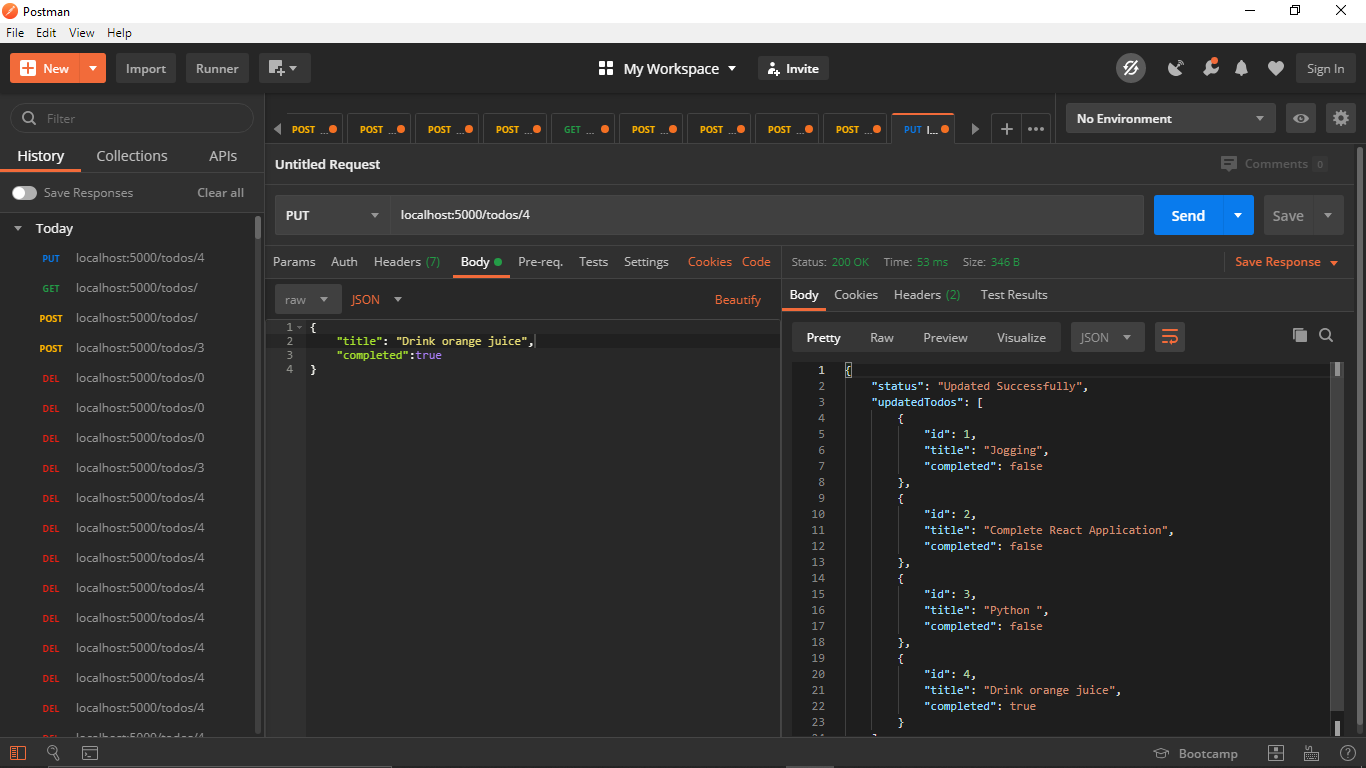 Postman
File Edit View Help
New Import Runner My Workspace Invite Sign In
Filter
History Collections APIs
Save Responses Clear all
Today
PUT localhost:5000/todos/4
GET localhost:5000/todos/
POST localhost:5000/todos/
POST localhost:5000/todos/3
DEL localhost:5000/todos/0
DEL localhost:5000/todos/0
DEL localhost:5000/todos/0
DEL localhost:5000/todos/3
DEL localhost:5000/todos/4
DEL localhost:5000/todos/4
DEL localhost:5000/todos/4
DEL localhost:5000/todos/4
DEL localhost:5000/todos/4
DEL localhost:5000/todos/4
DEL localhost:5000/todos/4
DEL localhost:5000/todos/4
POST ... POST ... POST ... POST ... GET ... POST ... POST ... POST ... POST ... PUT l...
No Environment
Untitled Request
Comments 0
PUT localhost:5000/todos/4
Send Save
Params Auth Headers (7) Body Pre-req. Tests Settings Cookies Code
raw JSON Beautify
1 {
2 "title": "Drink orange juice",
3 "completed":true
4 }
Status: 200 OK Time: 53 ms Size: 346 B Save Response
Body Cookies Headers (2) Test Results
Pretty Raw Preview Visualize JSON
1 {
2 "status": "Updated Successfully",
3 "updatedTodos": [
4 {
5 "id": 1,
6 "title": "Jogging",
7 "completed": false
8 },
9 {
10 "id": 2,
11 "title": "Complete React Application",
12 "completed": false
13 },
14 {
15 "id": 3,
16 "title": "Python ",
17 "completed": false
18 },
19 {
20 "id": 4,
21 "title": "Drink orange juice",
22 "completed": true
23 }
Bootcamp